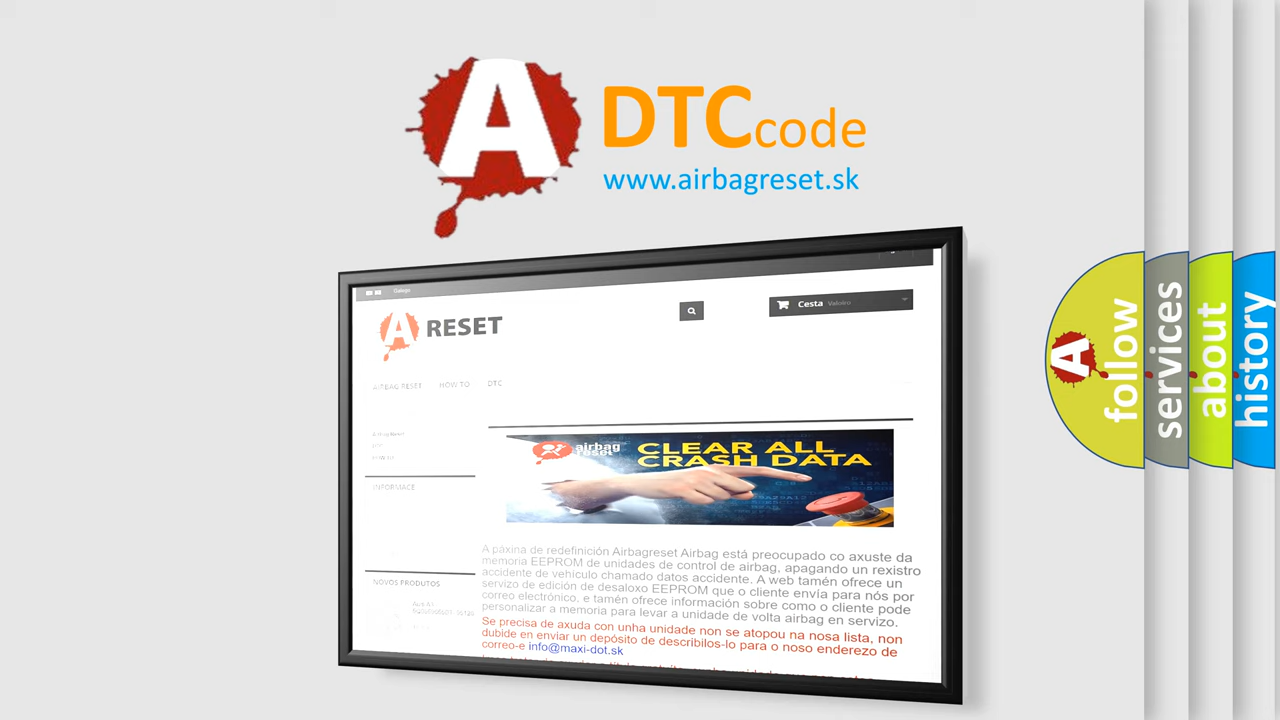 A
DTCcode
www.airbagreset.sk
Galego
A RESET
Cesta Valeiro
AIRBAG RESET HOW TO DTC
INFORMACE
airbag
reset
CLEAR ALL
CRASH DATA
A páxina de redefinición Airbagreset Airbag está preocupado co axuste da
memoria EEPROM de unidades de control de airbag, apagando un rexistro
accidente de vehículo chamado datos accidente. A web tamén ofrece un
servizo de edición de desaloxo EEPROM que o cliente envía para nós por
correo electrónico, e tamén ofrece información sobre como o cliente pode
personalizar a memoria para levar a unidade de volta airbag en servizo.
Se precisa de axuda con unha unidade non se atopou na nosa lista, non
dubide en enviar un depósito de describilos-lo para o noso enderezo de
correo-e info@maxi-dot.sk
NOVOS PRODUTOS
A
follow
services
about
history